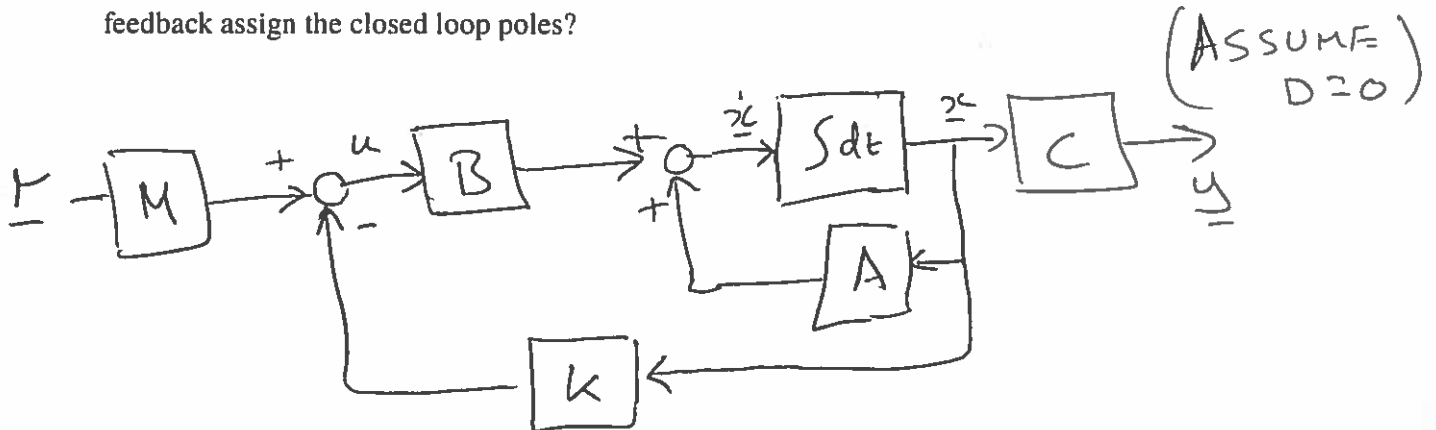 feedback assign the closed loop poles?
(ASSUME
D=0)
r
M
+
-
u
B
+
+
ẋ
∫dt
x
C
y
A
K